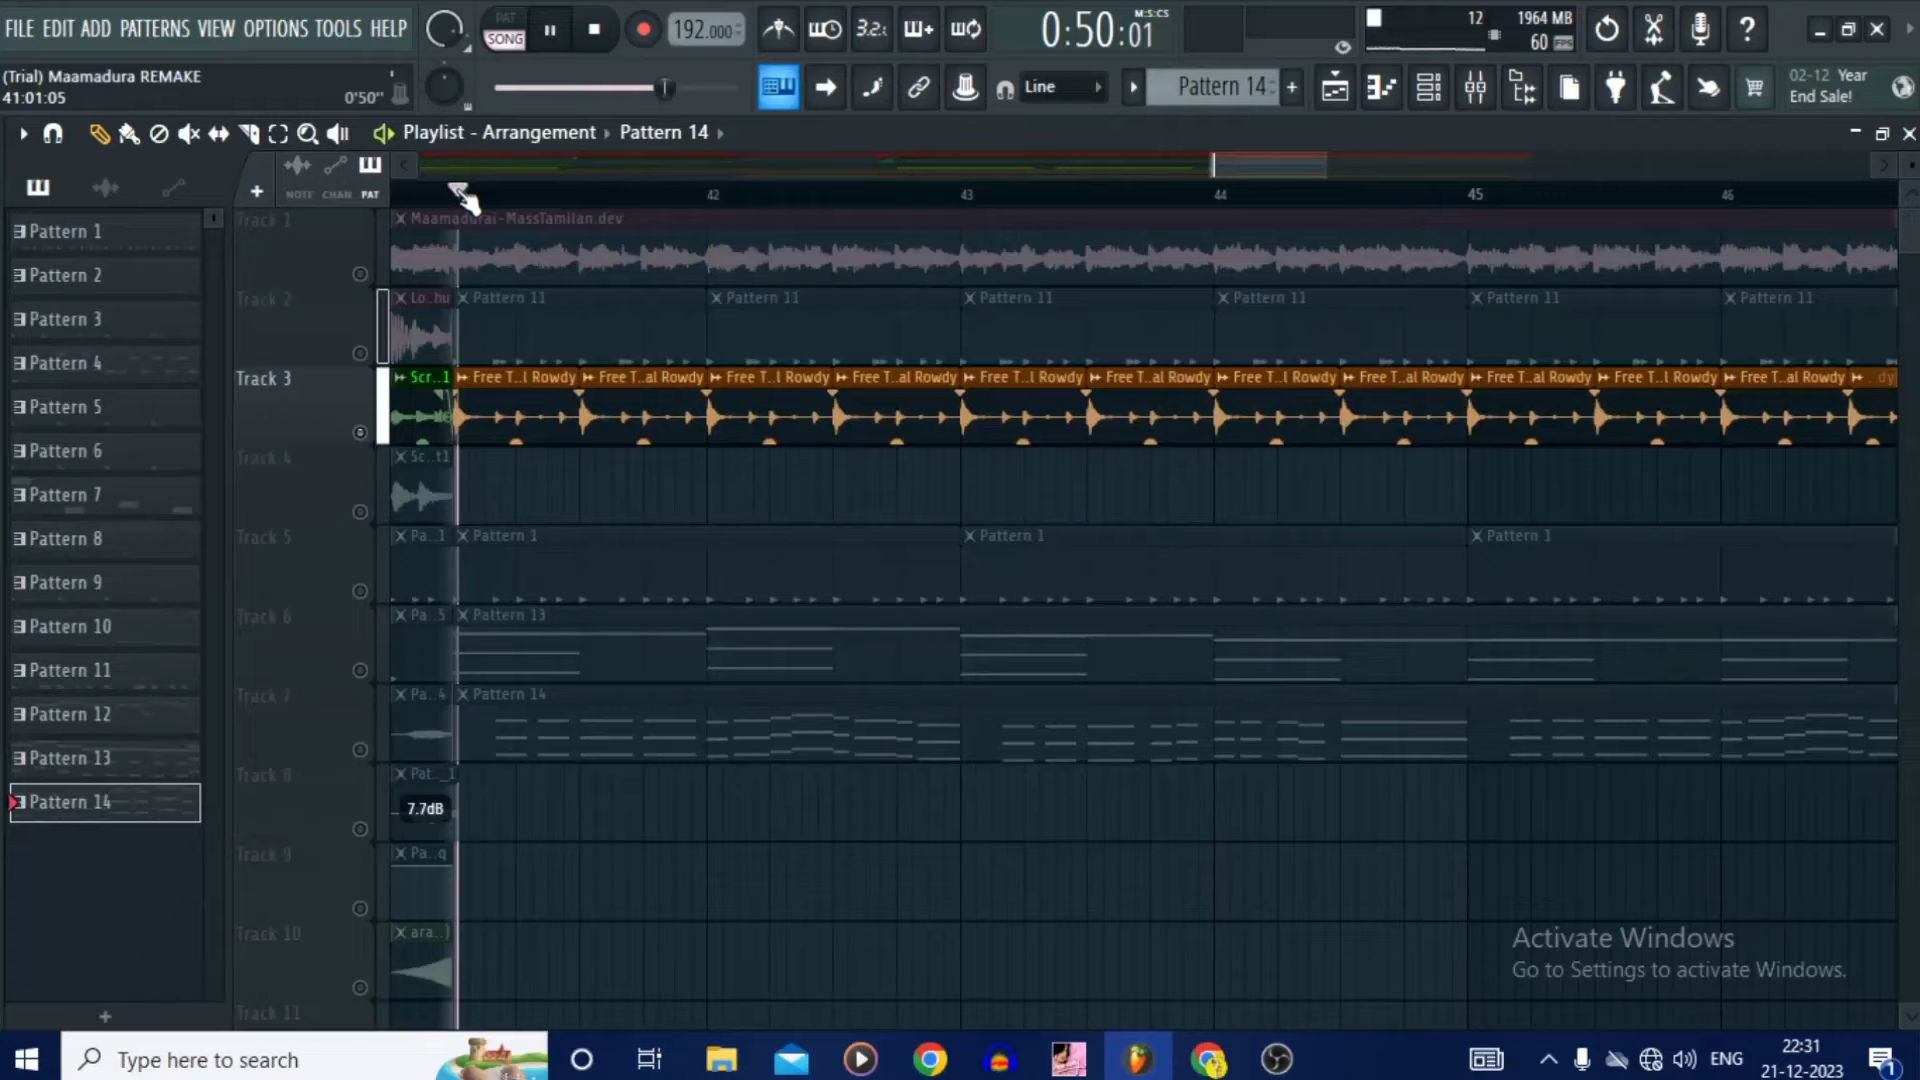 FILE EDIT ADD PATTERNS VIEW OPTIONS TOOLS HELP
PAT
SONG
192.000
3.2.
0:50:01
M:S:CS
12
1964 MB
60
(Trial) Maamadura REMAKE
41:01:05
0'50"
Line
Pattern 14
02-12 Year
End Sale!
Playlist - Arrangement
Pattern 14
NOTE CHAN PAT
42 43 44 45 46
Pattern 1
Pattern 2
Pattern 3
Pattern 4
Pattern 5
Pattern 6
Pattern 7
Pattern 8
Pattern 9
Pattern 10
Pattern 11
Pattern 12
Pattern 13
Pattern 14
Track 1
Maamadurai-MassTamilan dev
Track 2
Lo..hu Pattern 11 Pattern 11 Pattern 11 Pattern 11 Pattern 11 Pattern 11
Track 3
Scr..1 Free T..l Rowdy Free T..al Rowdy Free T..l Rowdy Free T..al Rowdy Free T..l Rowdy Free T..al Rowdy Free T..l Rowdy Free T..al Rowdy Free T..l Rowdy Free T..l Rowdy Free T..al Rowdy
Track 4
Sc..t1
Track 5
Pa..1 Pattern 1 Pattern 1 Pattern 1
Track 6
Pa..5 Pattern 13
Track 7
Pa..4 Pattern 14
Track 8
Pat.._1
7.7dB
Track 9
Pa..q
Track 10
ara..)
Track 11
Activate Windows
Go to Settings to activate Windows.
Type here to search
ENG
22:31
21-12-2023
1